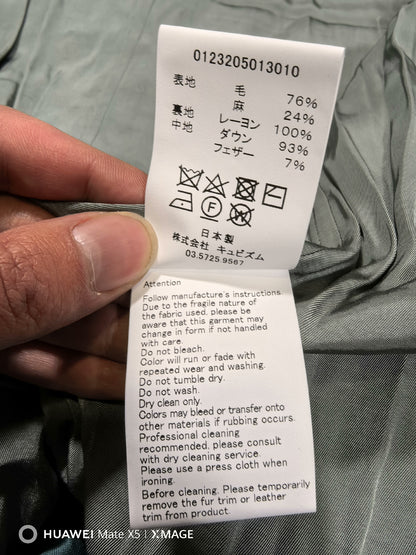 0123205013010
表地 毛 76%
麻 24%
裏地 レーヨン 100%
中地 ダウン 93%
フェザー 7%
F W
日本製
株式会社 キュビズム
03.5725.9567
Attention
Follow manufacture's instructions.
Due to the fragile nature of
the fabric used, please be
aware that this garment may
change in form if not handled
with care.
Do not bleach.
Color will run or fade with
repeated wear and washing.
Do not tumble dry.
Do not wash.
Dry clean only.
Colors may bleed or transfer onto
other materials if rubbing occurs.
Professional cleaning
recommended, please consult
with dry cleaning service.
Please use a press cloth when
ironing.
Before cleaning, Please temporarily
remove the fur trim or leather
trim from product.
HUAWEI Mate X5 | XMAGE